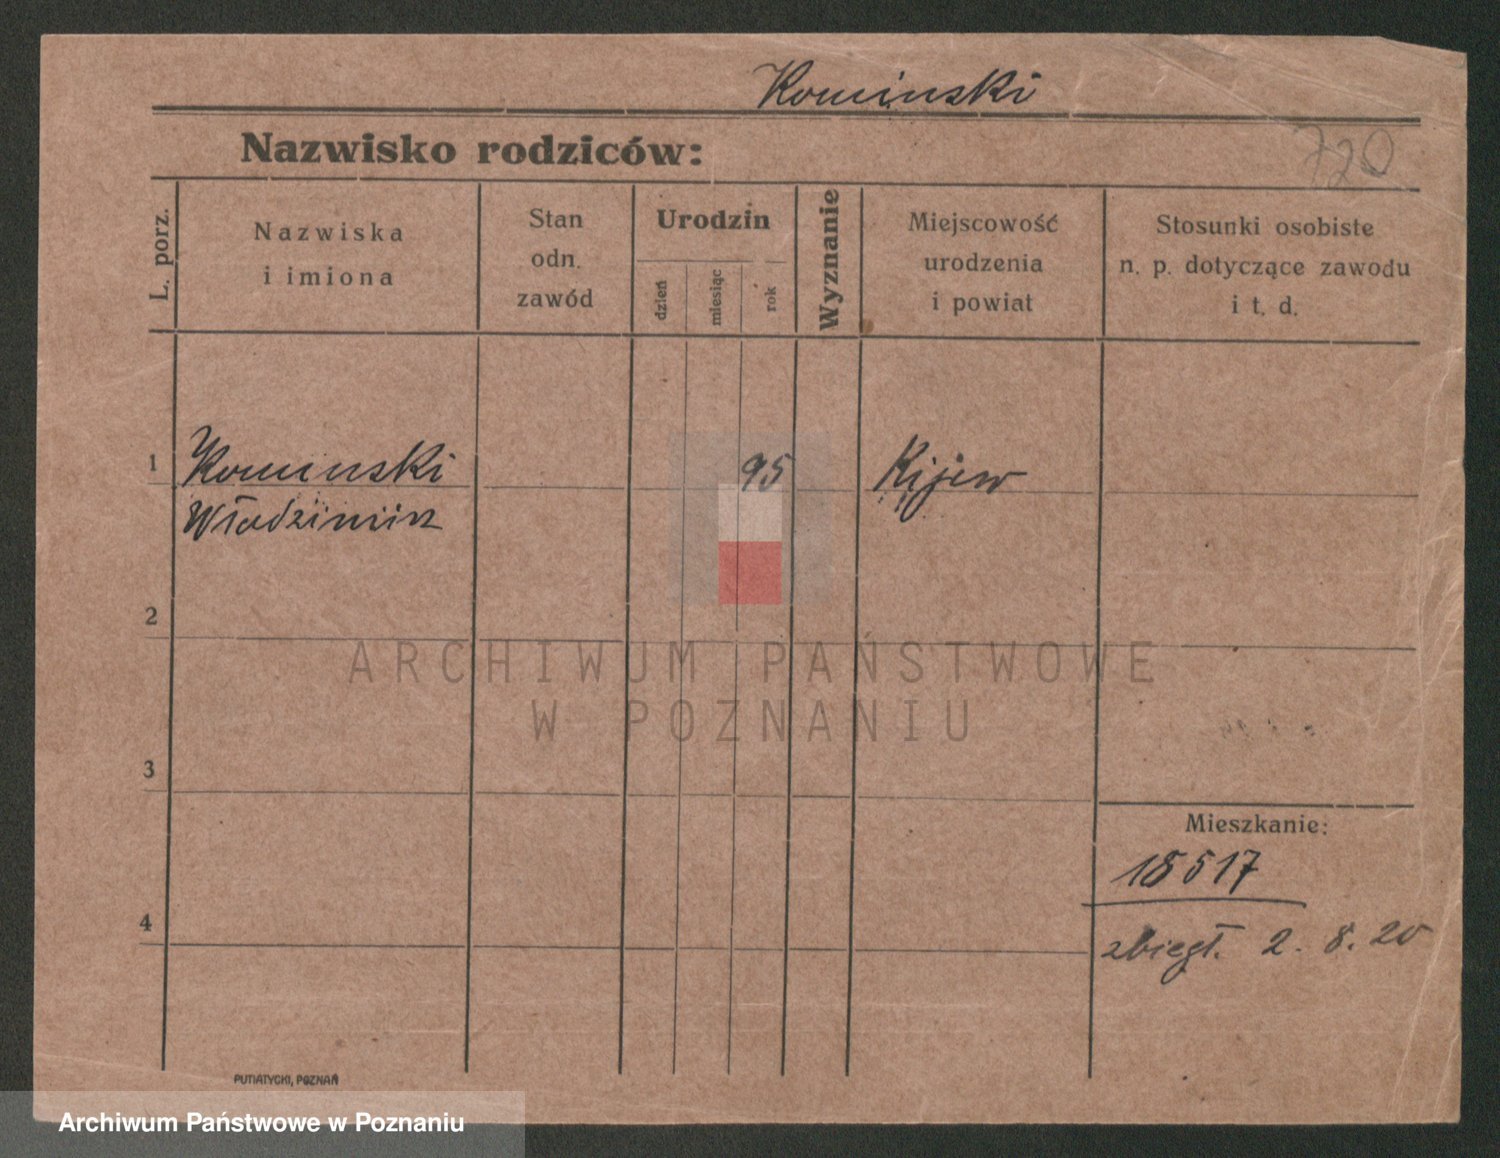 Kominski
Nazwisko rodziców:
720
L. porz.
Nazwiska
i imiona
Stan
odn.
zawód
Urodzin
dzień
miesiąc
rok
Wyznanie
Miejscowość
urodzenia
i powiat
Stosunki osobiste
n. p. dotyczące zawodu
i t. d.
1
Kominski
95
Kijew
Włodzimirz
2
ARCHIWUM PAŃSTWOWE
W POZNANIU
3
Mieszkanie:
18517
4
zbiegł. 2. 8. 20
PUTIATYCKI, POZNAŃ
Archiwum Państwowe w Poznaniu